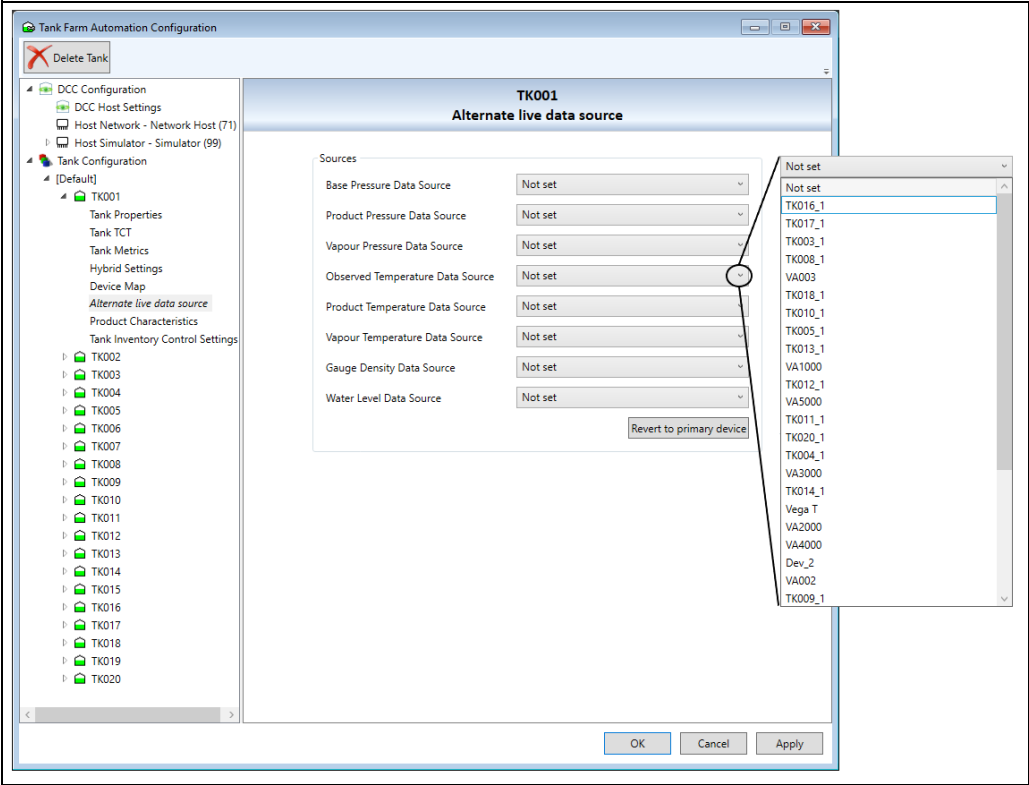 Tank Farm Automation Configuration
Delete Tank
DCC Configuration
DCC Host Settings
Host Network - Network Host (71)
Host Simulator - Simulator (99)
Tank Configuration
[Default]
TK001
Tank Properties
Tank TCT
Tank Metrics
Hybrid Settings
Device Map
Alternate live data source
Product Characteristics
Tank Inventory Control Settings
TK002
TK003
TK004
TK005
TK006
TK007
TK008
TK009
TK010
TK011
TK012
TK013
TK014
TK015
TK016
TK017
TK018
TK019
TK020
TK001
Alternate live data source
Sources
Base Pressure Data Source Not set
Product Pressure Data Source Not set
Vapour Pressure Data Source Not set
Observed Temperature Data Source Not set
Product Temperature Data Source Not set
Vapour Temperature Data Source Not set
Gauge Density Data Source Not set
Water Level Data Source Not set
Revert to primary device
Not set
Not set
TK016_1
TK017_1
TK003_1
TK008_1
VA003
TK018_1
TK010_1
TK005_1
TK013_1
VA1000
TK012_1
VA5000
TK011_1
TK020_1
TK004_1
VA3000
TK014_1
Vega T
VA2000
VA4000
Dev_2
VA002
TK009_1
OK Cancel Apply